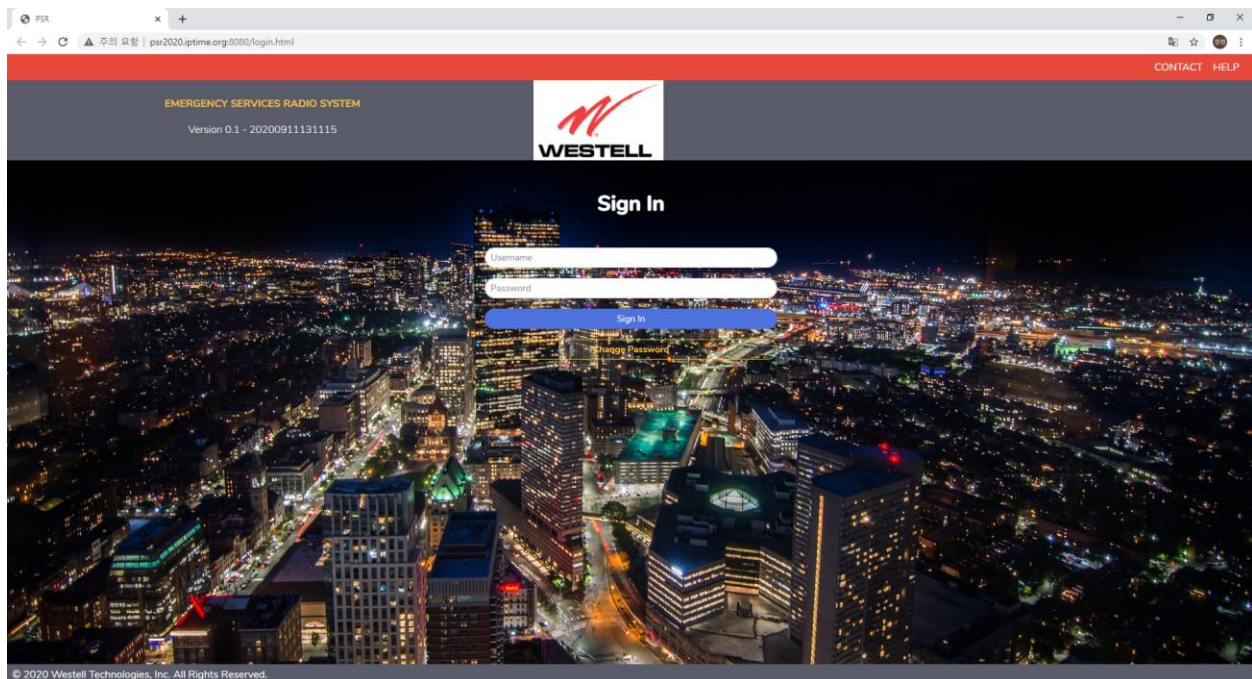 PSR
주의 요함 | psr2020.iptime.org:8080/login.html
CONTACT HELP
EMERGENCY SERVICES RADIO SYSTEM
Version 0.1 - 20200911131115
WESTELL
Sign In
Username
Password
Sign In
Change Password
© 2020 Westell Technologies, Inc. All Rights Reserved.